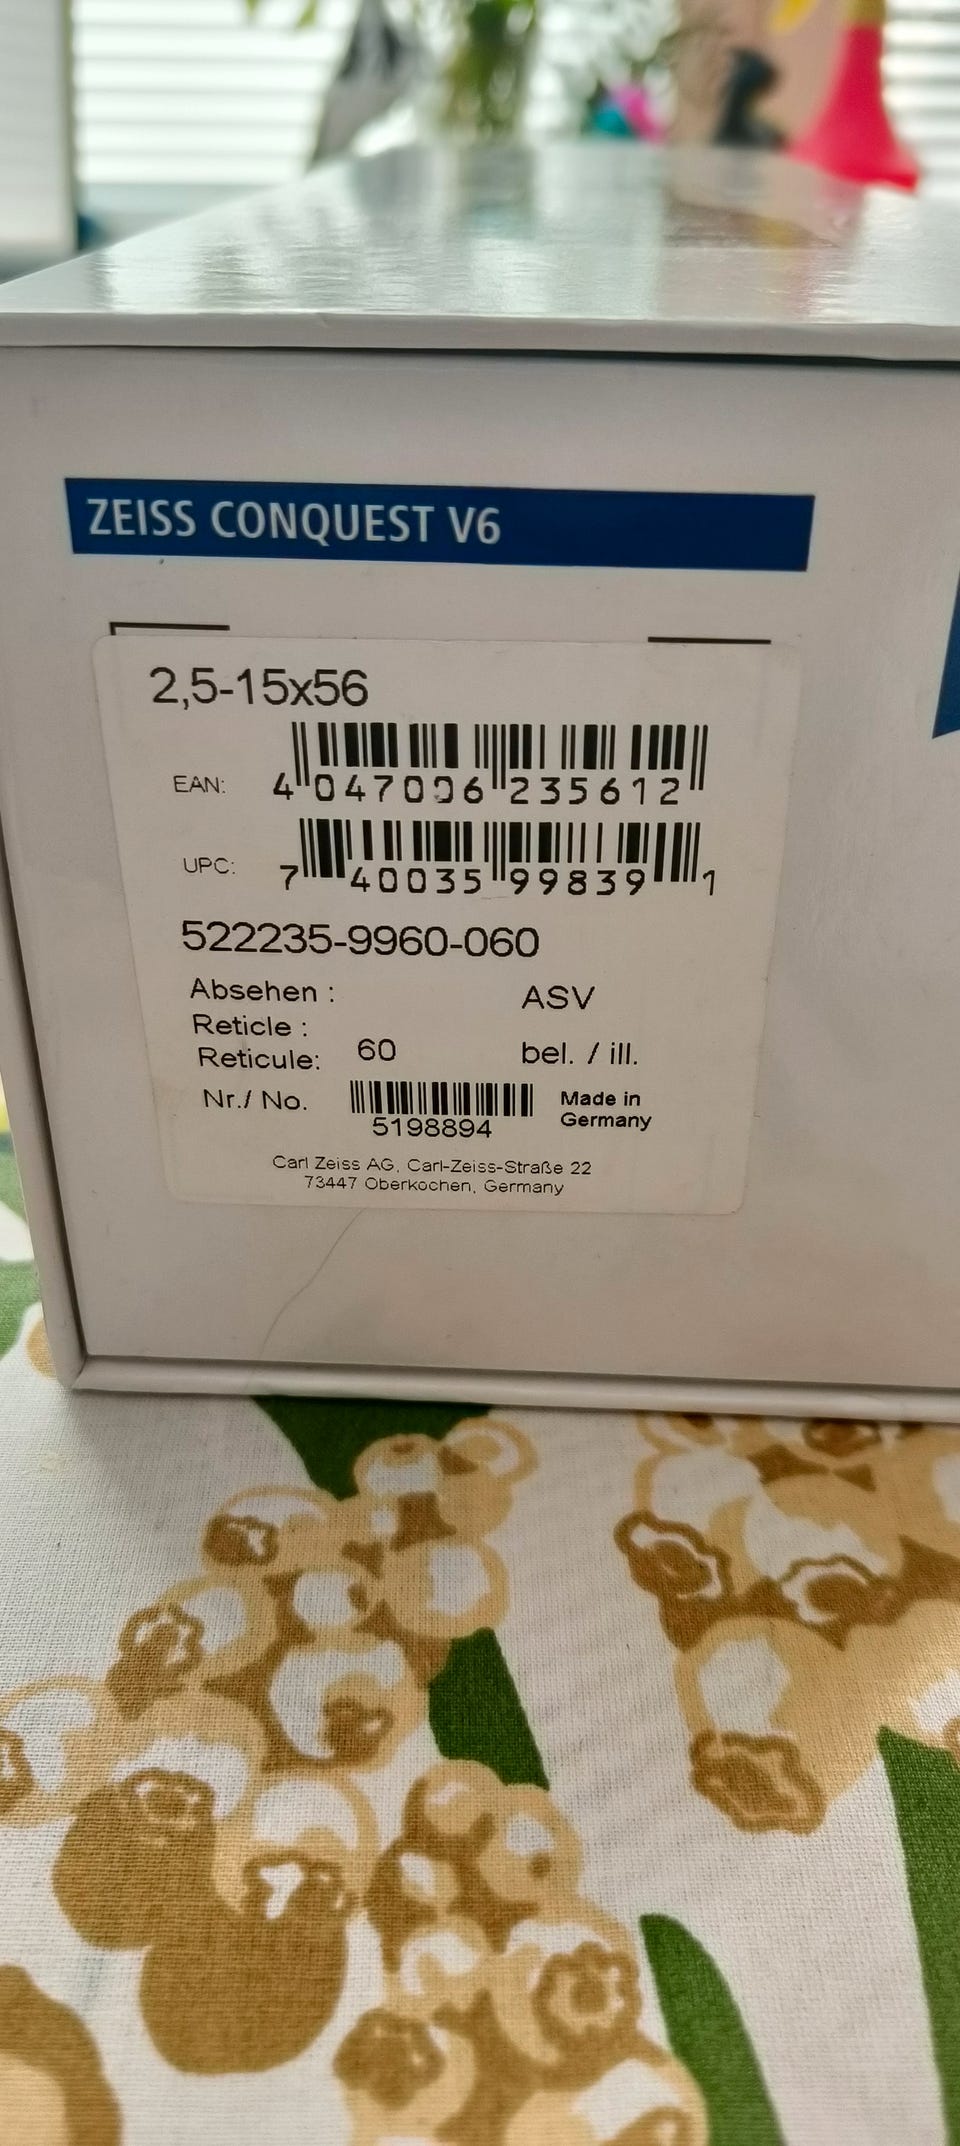 ZEISS CONQUEST V6
2,5-15x56
EAN: 4 047006 235612
UPC: 7 40035 99839 1
522235-9960-060
Absehen : ASV
Reticle :
Reticule: 60 bel. / ill.
Nr./ No. 5198894 Made in
Germany
Carl Zeiss AG, Carl-Zeiss-Straße 22
73447 Oberkochen, Germany